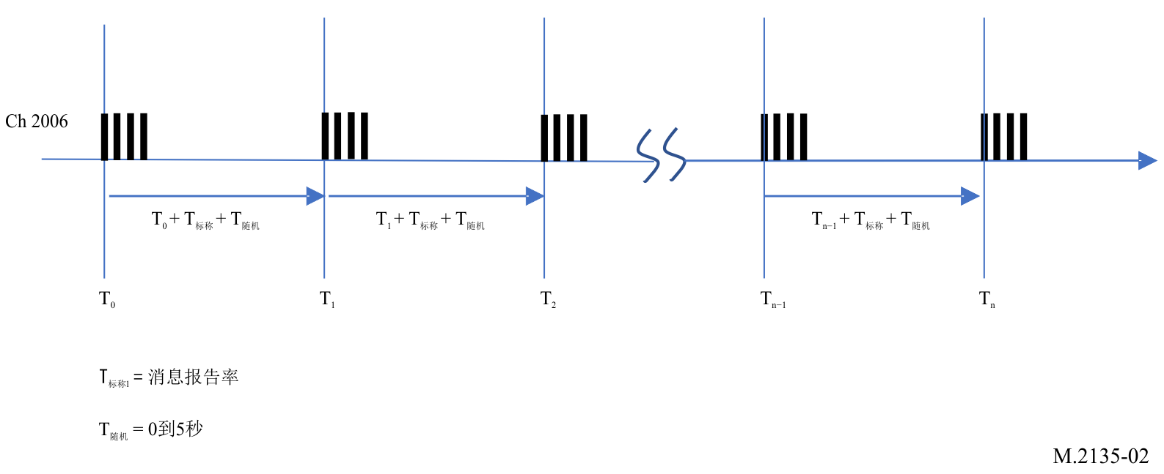 Ch 2006
T0 + T标称 + T随机
T1 + T标称 + T随机
Tn−1 + T标称 + T随机
T0
T1
T2
Tn−1
Tn
T标称1 = 消息报告率
T随机 = 0到5秒
M.2135-02